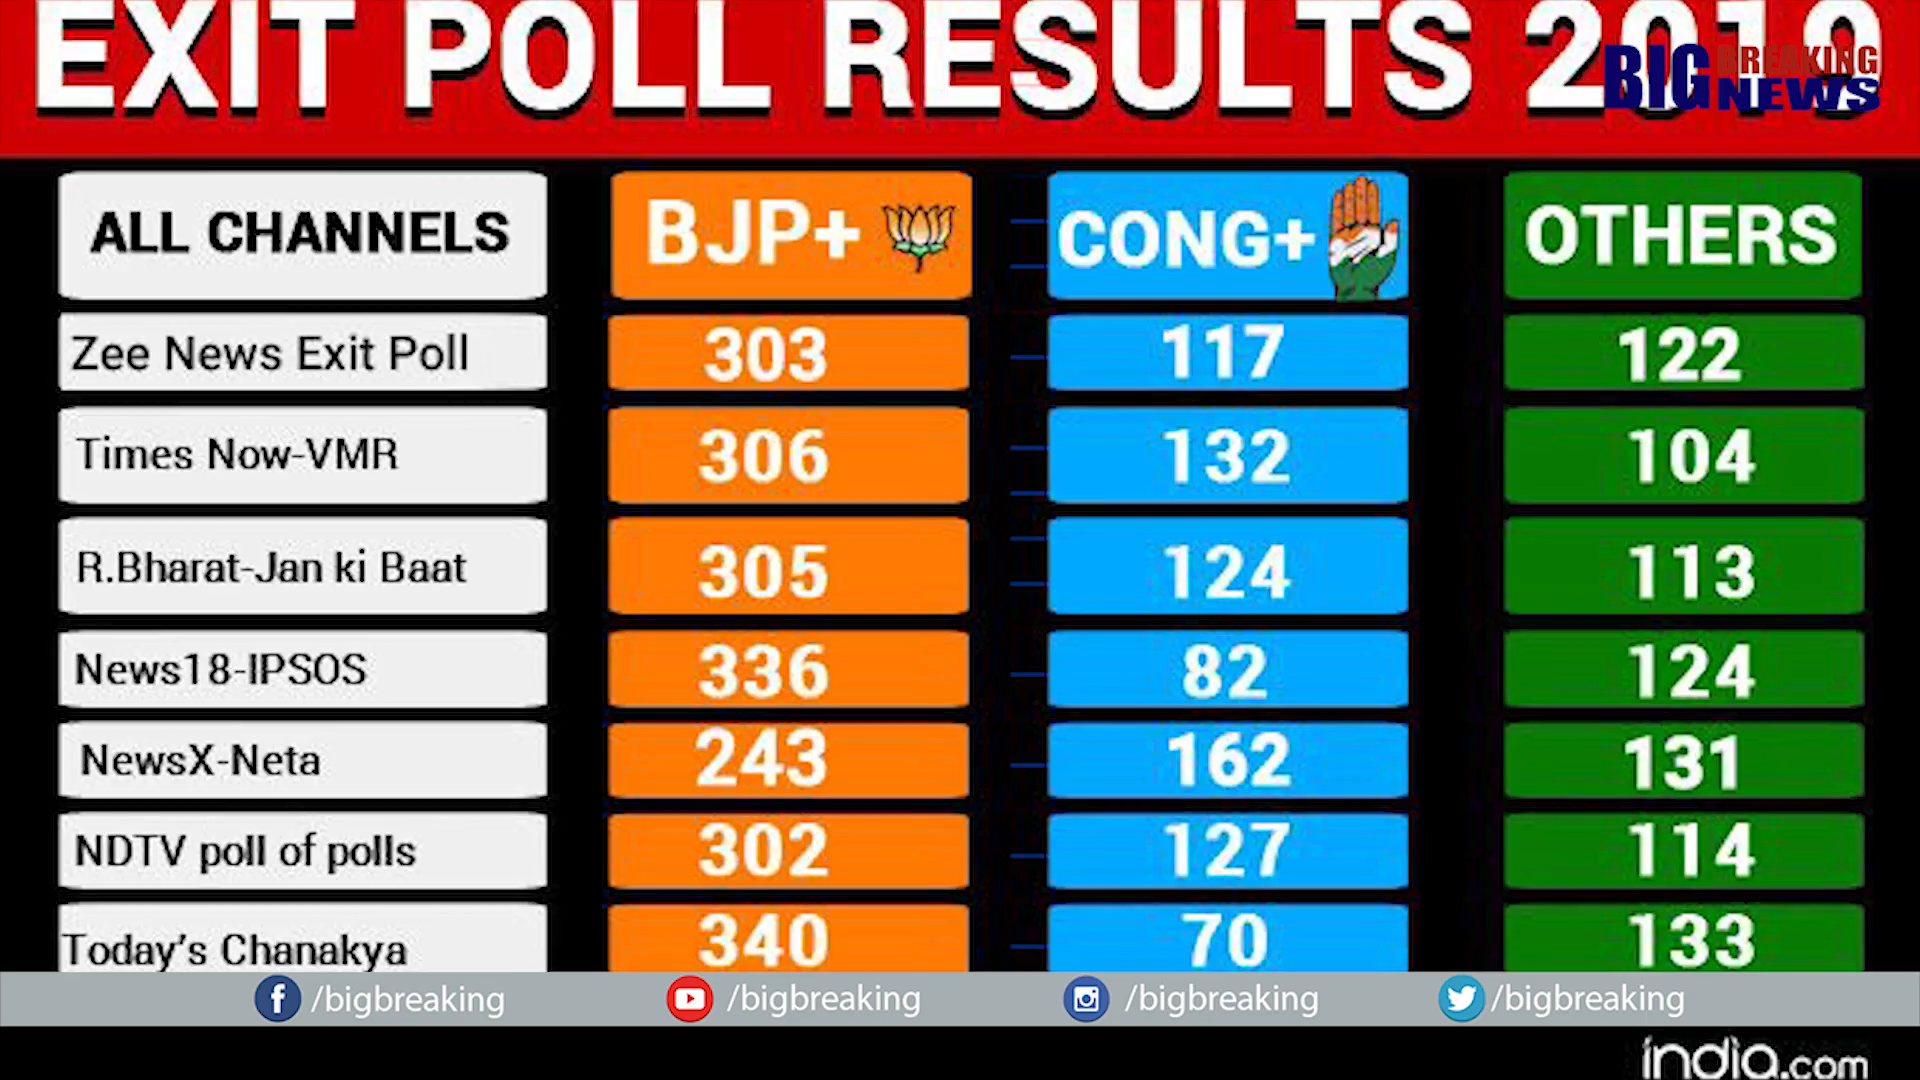 EXIT POLL RESULTS 2019
BIG BREAKING NEWS
ALL CHANNELS BJP+ CONG+ OTHERS
Zee News Exit Poll 303 117 122
Times Now-VMR 306 132 104
R.Bharat-Jan ki Baat 305 124 113
News18-IPSOS 336 82 124
NewsX-Neta 243 162 131
NDTV poll of polls 302 127 114
Today's Chanakya 340 70 133
/bigbreaking /bigbreaking /bigbreaking /bigbreaking
india.com